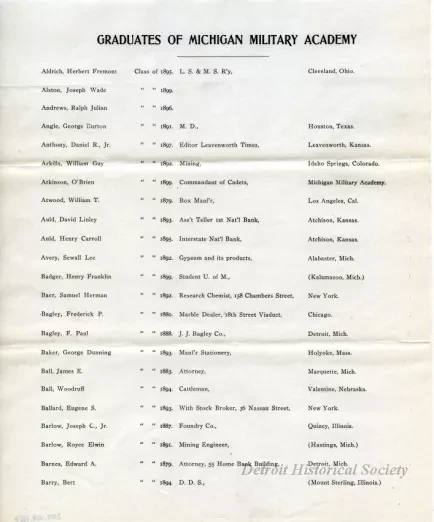 GRADUATES OF MICHIGAN MILITARY ACADEMY
Aldrich, Herbert Fremont Class of 1895. L. S. & M. S. R'y, Cleveland, Ohio.
Alston, Joseph Wade " " 1899.
Andrews, Ralph Julian " " 1896.
Angle, George Burton " " 1891. M. D., Houston, Texas.
Anthony, Daniel R., Jr. " " 1897. Editor Leavenworth Times, Leavenworth, Kansas.
Arkills, William Guy " " 1892. Mining, Idaho Springs, Colorado.
Atkinson, O'Brien " " 1899. Commandant of Cadets, Michigan Military Academy.
Atwood, William T. " " 1879. Box Manf'r, Los Angeles, Cal.
Auld, David Linley " " 1893. Ass't Teller 1st Nat'l Bank, Atchison, Kansas.
Auld, Henry Carroll " " 1895. Interstate Nat'l Bank, Atchison, Kansas.
Avery, Sewall Lee " " 1892. Gypsum and its products, Alabaster, Mich.
Badger, Henry Franklin " " 1899. Student U. of M., (Kalamazoo, Mich.)
Baer, Samuel Herman " " 1892. Research Chemist, 158 Chambers Street, New York.
Bagley, Frederick P. " " 1880. Marble Dealer, 18th Street Viaduct, Chicago.
Bagley, F. Paul " " 1888. J. J. Bagley Co., Detroit, Mich.
Baker, George Dunning " " 1893. Manf'r Stationery, Holyoke, Mass.
Ball, James E. " " 1883. Attorney, Marquette, Mich.
Ball, Woodruff " " 1894. Cattleman, Valentine, Nebraska.
Ballard, Eugene S. " " 1893. With Stock Broker, 36 Nassau Street, New York.
Barlow, Joseph C., Jr. " " 1887. Foundry Co., Quincy, Illinois.
Barlow, Royce Elwin " " 1891. Mining Engineer, (Hastings, Mich.)
Barnes, Edward A. " " 1879. Attorney, 55 Home Bank Building, Detroit, Mich.
Barry, Bert " " 1894. D. D. S., (Mount Sterling, Illinois.)
Detroit Historical Society